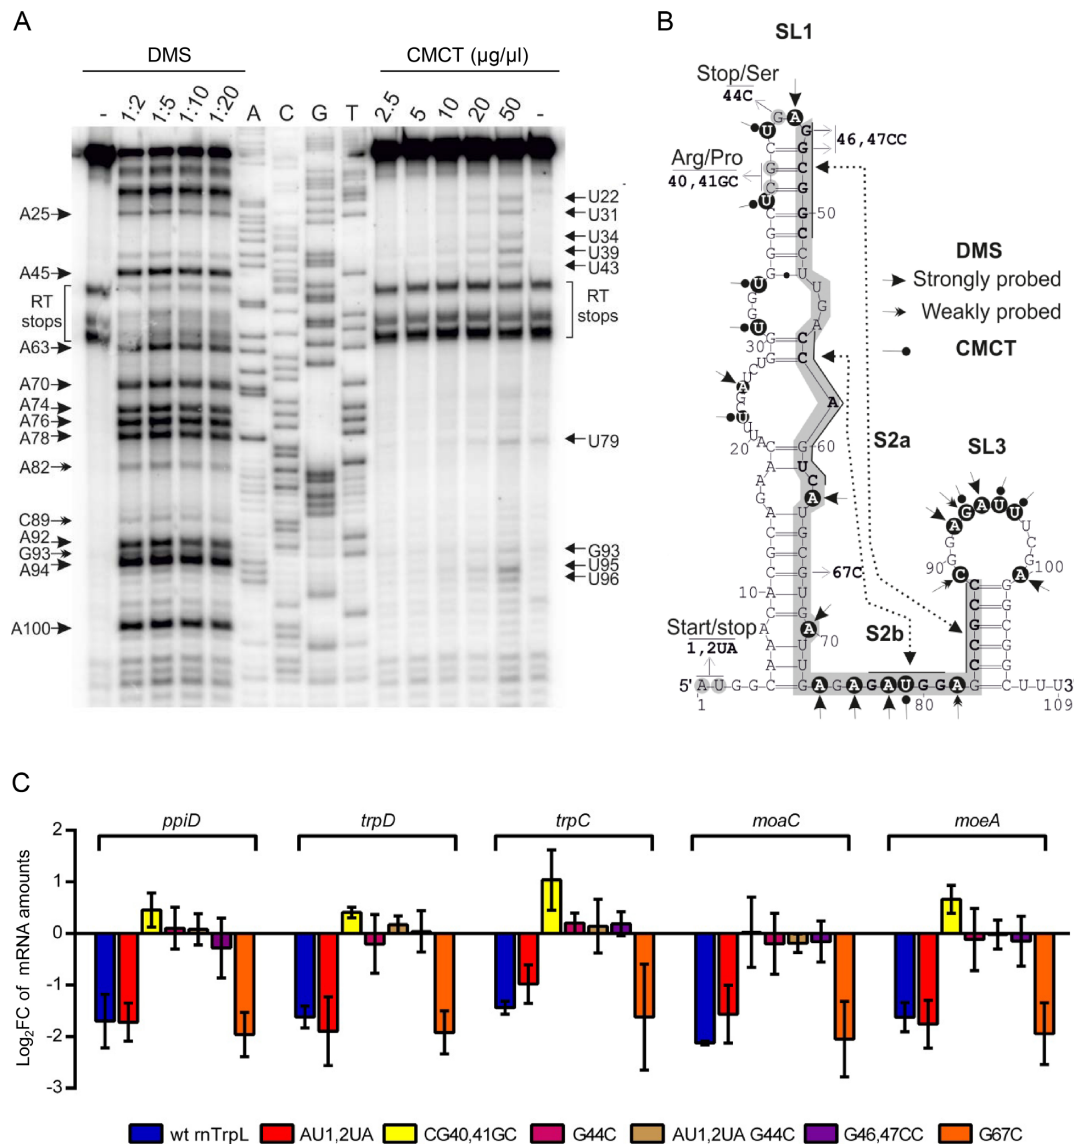 A
DMS
CMCT (µg/µl)
- 1:2 1:5 1:10 1:20 A C G T 2.5 5 10 20 50 -
A25
A45
RT
stops
A63
A70
A74
A76
A78
A82
C89
A92
G93
A94
A100
U22
U31
U34
U39
U43
RT
stops
U79
G93
U95
U96
B
SL1
Stop/Ser
44C
46,47CC
Arg/Pro
40,41GC
50
DMS
Strongly probed
Weakly probed
CMCT
30
20
60
S2a
SL3
67C
10
90
100
Start/stop
1,2UA
70
S2b
5' A U G G C G A G A G A U G G A G C U U U 3'
1
80
109
C
ppiD trpD trpC moaC moeA
Log2FC of mRNA amounts
2
1
0
-1
-2
-3
wt rnTrpL AU1,2UA CG40,41GC G44C AU1,2UA G44C G46,47CC G67C